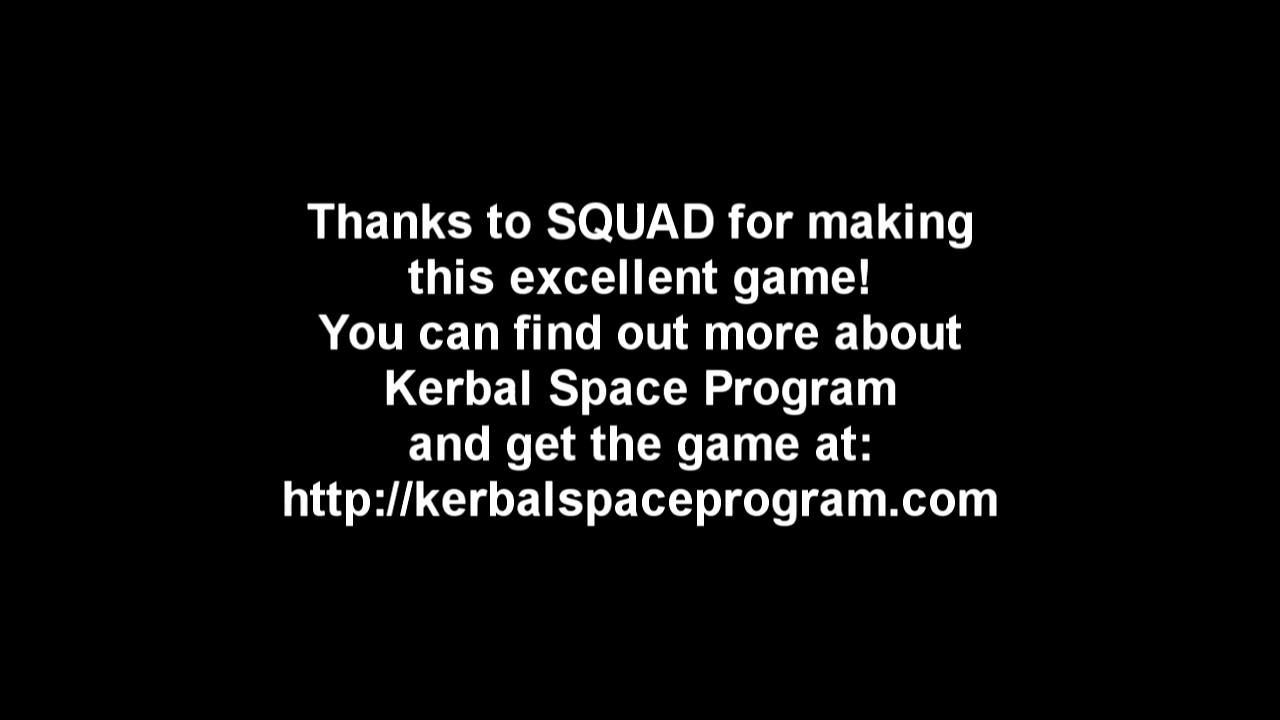 Thanks to SQUAD for making
this excellent game!
You can find out more about
Kerbal Space Program
and get the game at:
http://kerbalspaceprogram.com